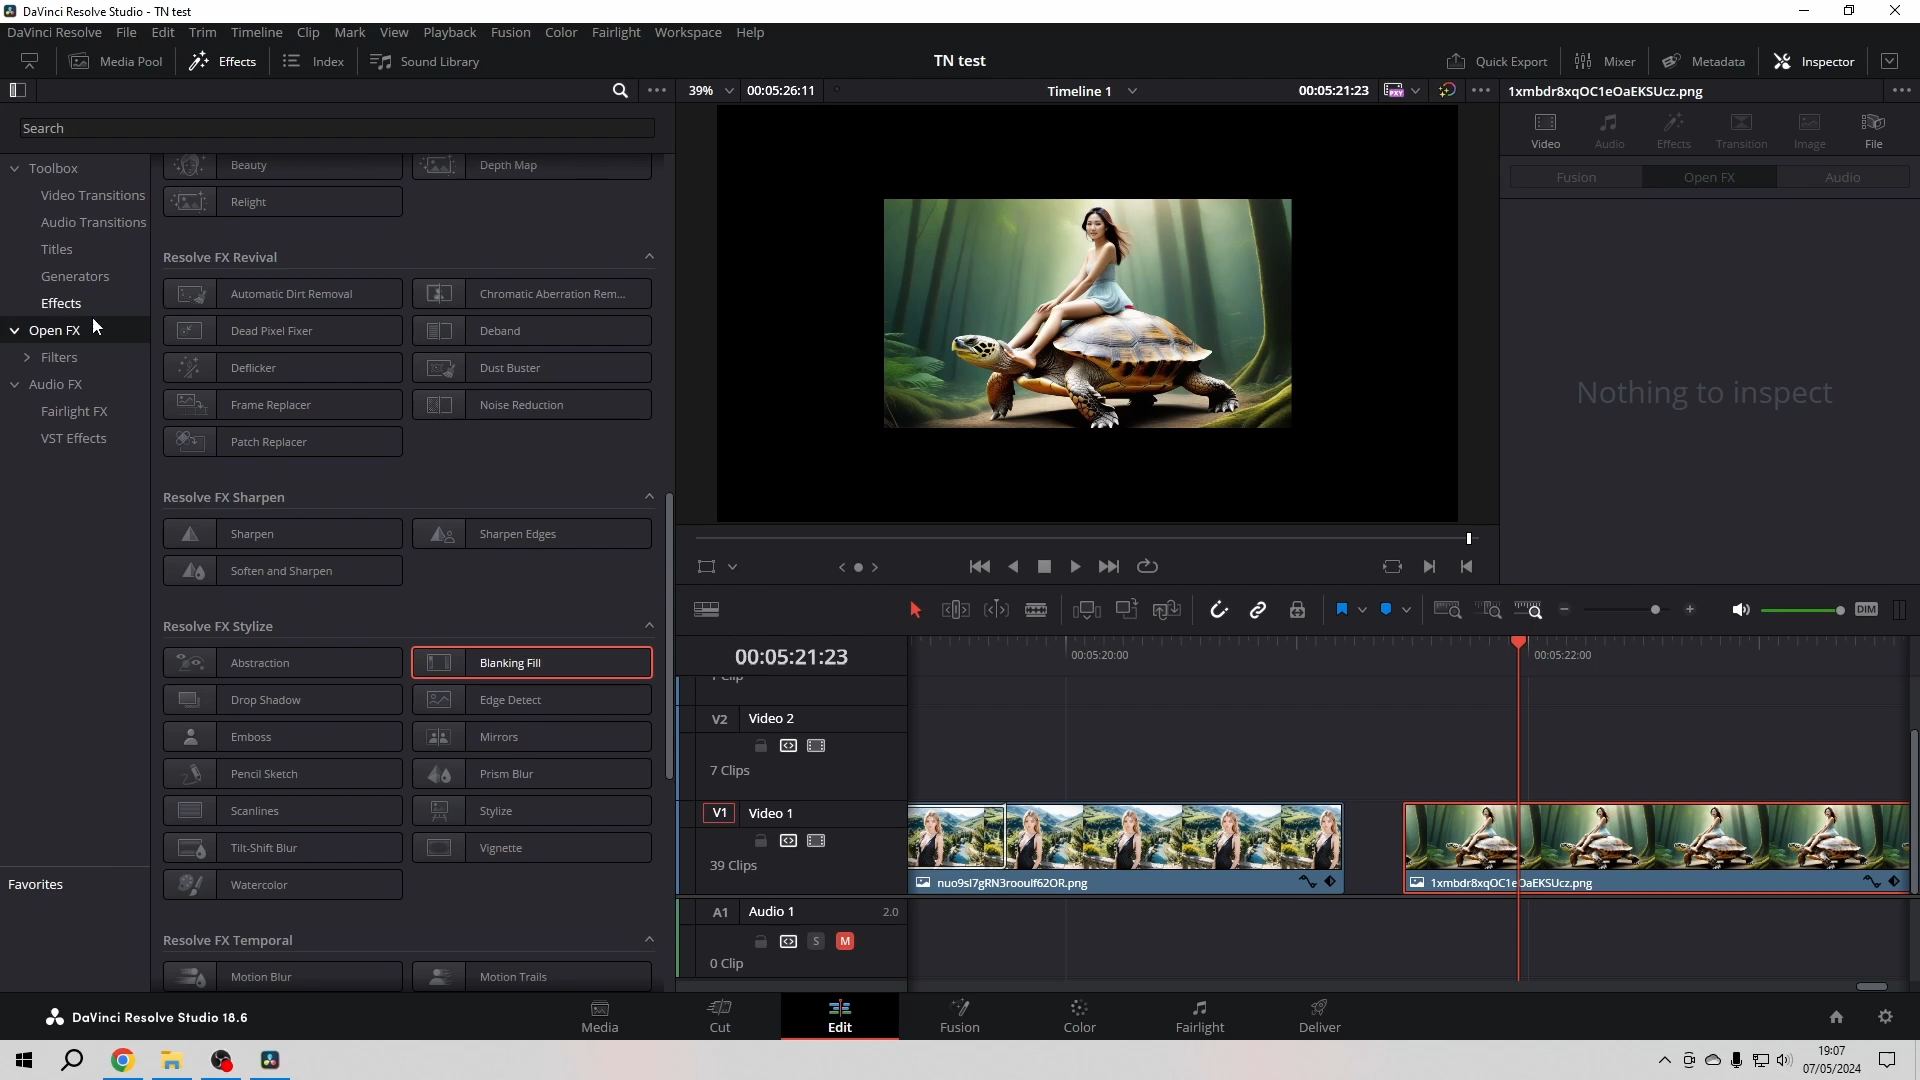 DaVinci Resolve Studio - TN test
DaVinci Resolve File Edit Trim Timeline Clip Mark View Playback Fusion Color Fairlight Workspace Help
Media Pool Effects Index Sound Library TN test Quick Export Mixer Metadata Inspector
39% 00:05:26:11 Timeline 1 00:05:21:23 PXY 1xmbdr8xqOC1eOaEKSUcz.png
Search
Video Audio Effects Transition Image File
Fusion Open FX Audio
Nothing to inspect
Toolbox
Video Transitions
Audio Transitions
Titles
Generators
Effects
Open FX
Filters
Audio FX
Fairlight FX
VST Effects
Favorites
Beauty Depth Map
Relight
Resolve FX Revival
Automatic Dirt Removal Chromatic Aberration Rem...
Dead Pixel Fixer Deband
Deflicker Dust Buster
Frame Replacer Noise Reduction
Patch Replacer
Resolve FX Sharpen
Sharpen Sharpen Edges
Soften and Sharpen
Resolve FX Stylize
Abstraction Blanking Fill
Drop Shadow Edge Detect
Emboss Mirrors
Pencil Sketch Prism Blur
Scanlines Stylize
Tilt-Shift Blur Vignette
Watercolor
Resolve FX Temporal
Motion Blur Motion Trails
DIM
00:05:21:23 00:05:20:00 00:05:22:00
1 Clip
V2 Video 2
7 Clips
V1 Video 1
39 Clips
nuo9sl7gRN3rooulf62OR.png 1xmbdr8xqOC1eOaEKSUcz.png
A1 Audio 1 2.0
S M
0 Clip
DaVinci Resolve Studio 18.6
Media Cut Edit Fusion Color Fairlight Deliver
19:07
07/05/2024